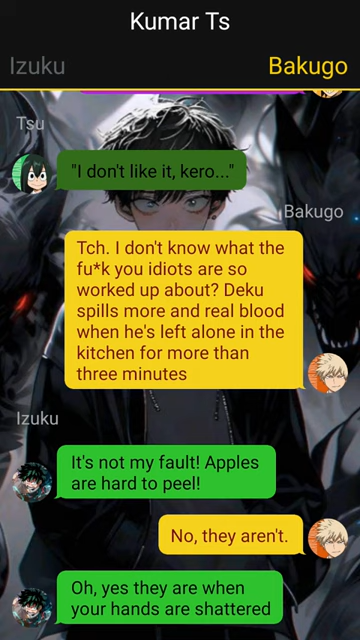 Kumar Ts
Izuku
Bakugo
Tsu
"I don't like it, kero..."
Bakugo
Tch. I don't know what the
fu*k you idiots are so
worked up about? Deku
spills more and real blood
when he's left alone in the
kitchen for more than
three minutes
Izuku
It's not my fault! Apples
are hard to peel!
No, they aren't.
Oh, yes they are when
your hands are shattered